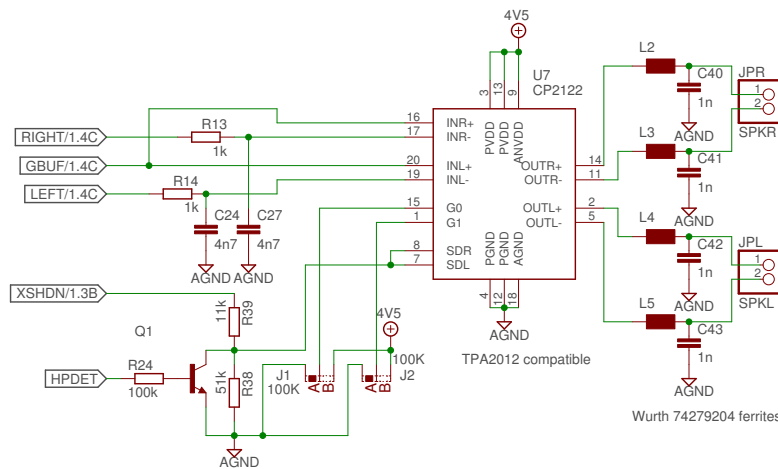 4V5
U7
CP2122
3
13
9
PVDD
PVDD
ANVDD
16
INR+
17
INR-
20
INL+
19
INL-
15
G0
1
G1
8
SDR
7
SDL
OUTR+
14
OUTR-
11
OUTL+
2
OUTL-
5
PGND
PGND
AGND
4
12
18
AGND
TPA2012 compatible
RIGHT/1.4C
R13
1k
GBUF/1.4C
LEFT/1.4C
R14
1k
C24
4n7
C27
4n7
AGND
AGND
XSHDN/1.3B
11k
R39
Q1
HPDET
R24
100k
51k
R38
AGND
4V5
J1
100K
A
B
100K
J2
A
B
L2
C40
1n
AGND
L3
C41
1n
AGND
L4
C42
1n
AGND
L5
C43
1n
AGND
JPR
1
2
SPKR
JPL
1
2
SPKL
Wurth 74279204 ferrites